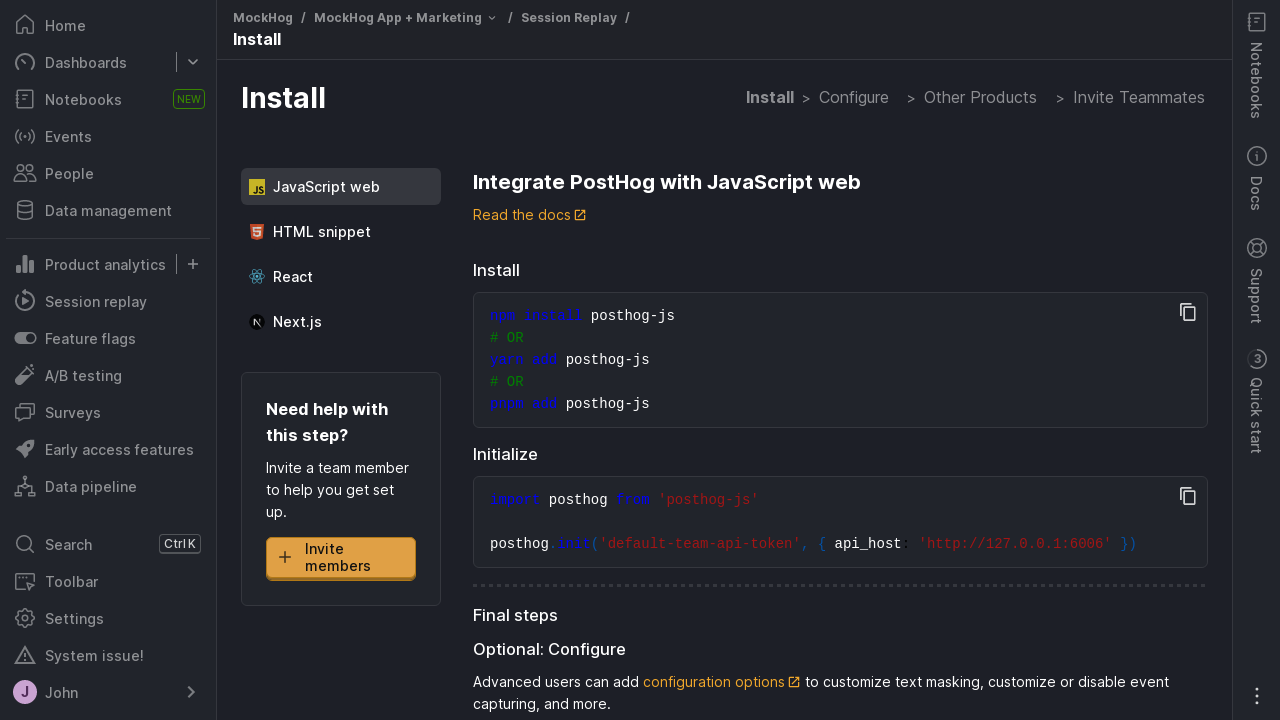 Home
Dashboards
Notebooks NEW
Events
People
Data management
Product analytics
Session replay
Feature flags
A/B testing
Surveys
Early access features
Data pipeline
Search Ctrl K
Toolbar
Settings
System issue!
J John
MockHog / MockHog App + Marketing / Session Replay /
Install
Install
Install > Configure > Other Products > Invite Teammates
JS JavaScript web
HTML snippet
React
Next.js
Need help with
this step?
Invite a team member
to help you get set
up.
Invite
members
Integrate PostHog with JavaScript web
Read the docs
Install
npm install posthog-js
# OR
yarn add posthog-js
# OR
pnpm add posthog-js
Initialize
import posthog from 'posthog-js'
posthog.init('default-team-api-token', { api_host: 'http://127.0.0.1:6006' })
Final steps
Optional: Configure
Advanced users can add configuration options to customize text masking, customize or disable event
capturing, and more.
Notebooks
Docs
Support
3
Quick start